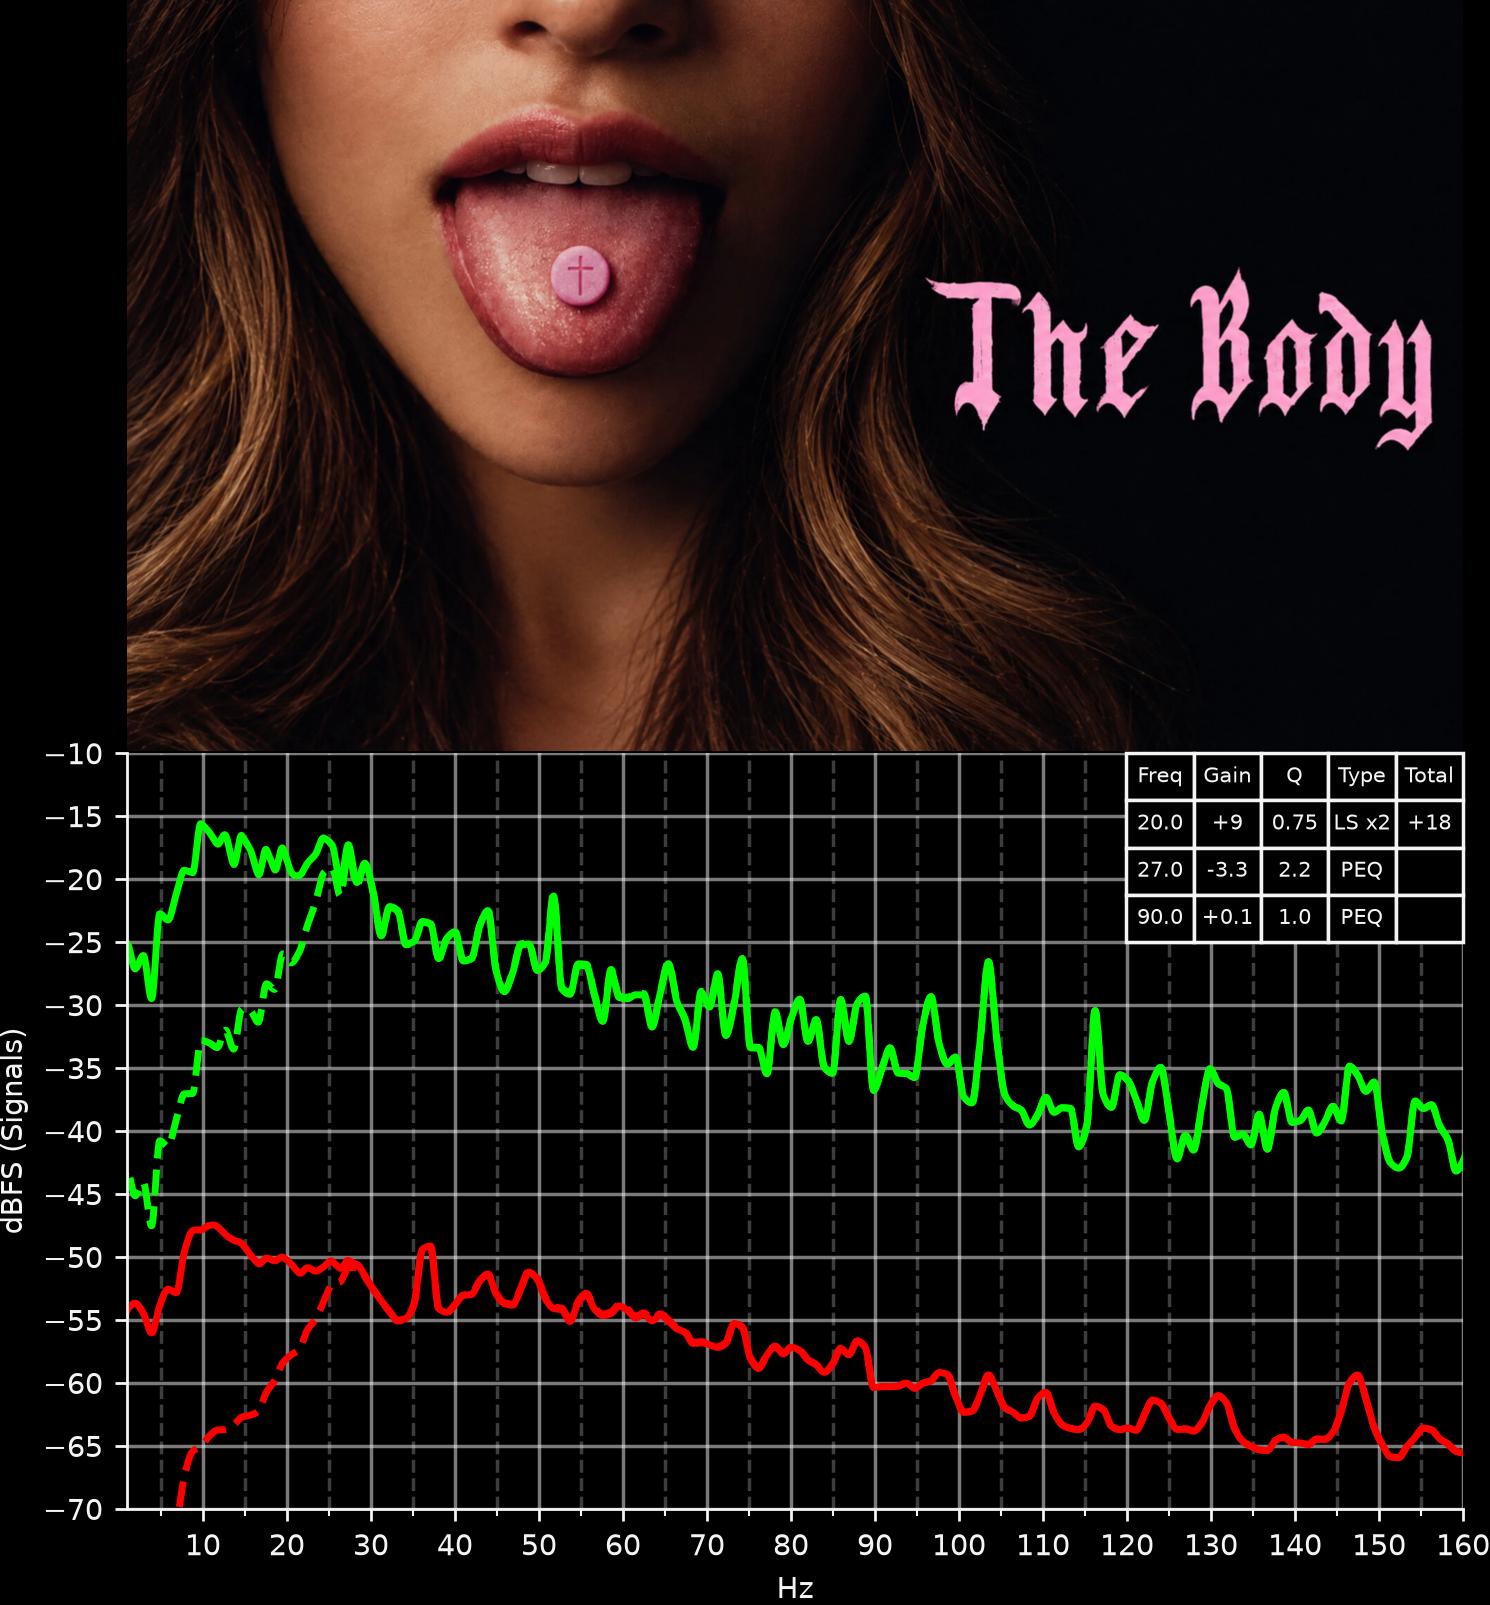 The Body
−10
−15
−20
−25
−30
−35
−40
−45
−50
−55
−60
−65
−70
dBFS (Signals)
Freq Gain Q Type Total
20.0 +9 0.75 LS x2 +18
27.0 -3.3 2.2 PEQ
90.0 +0.1 1.0 PEQ
10 20 30 40 50 60 70 80 90 100 110 120 130 140 150 160
Hz